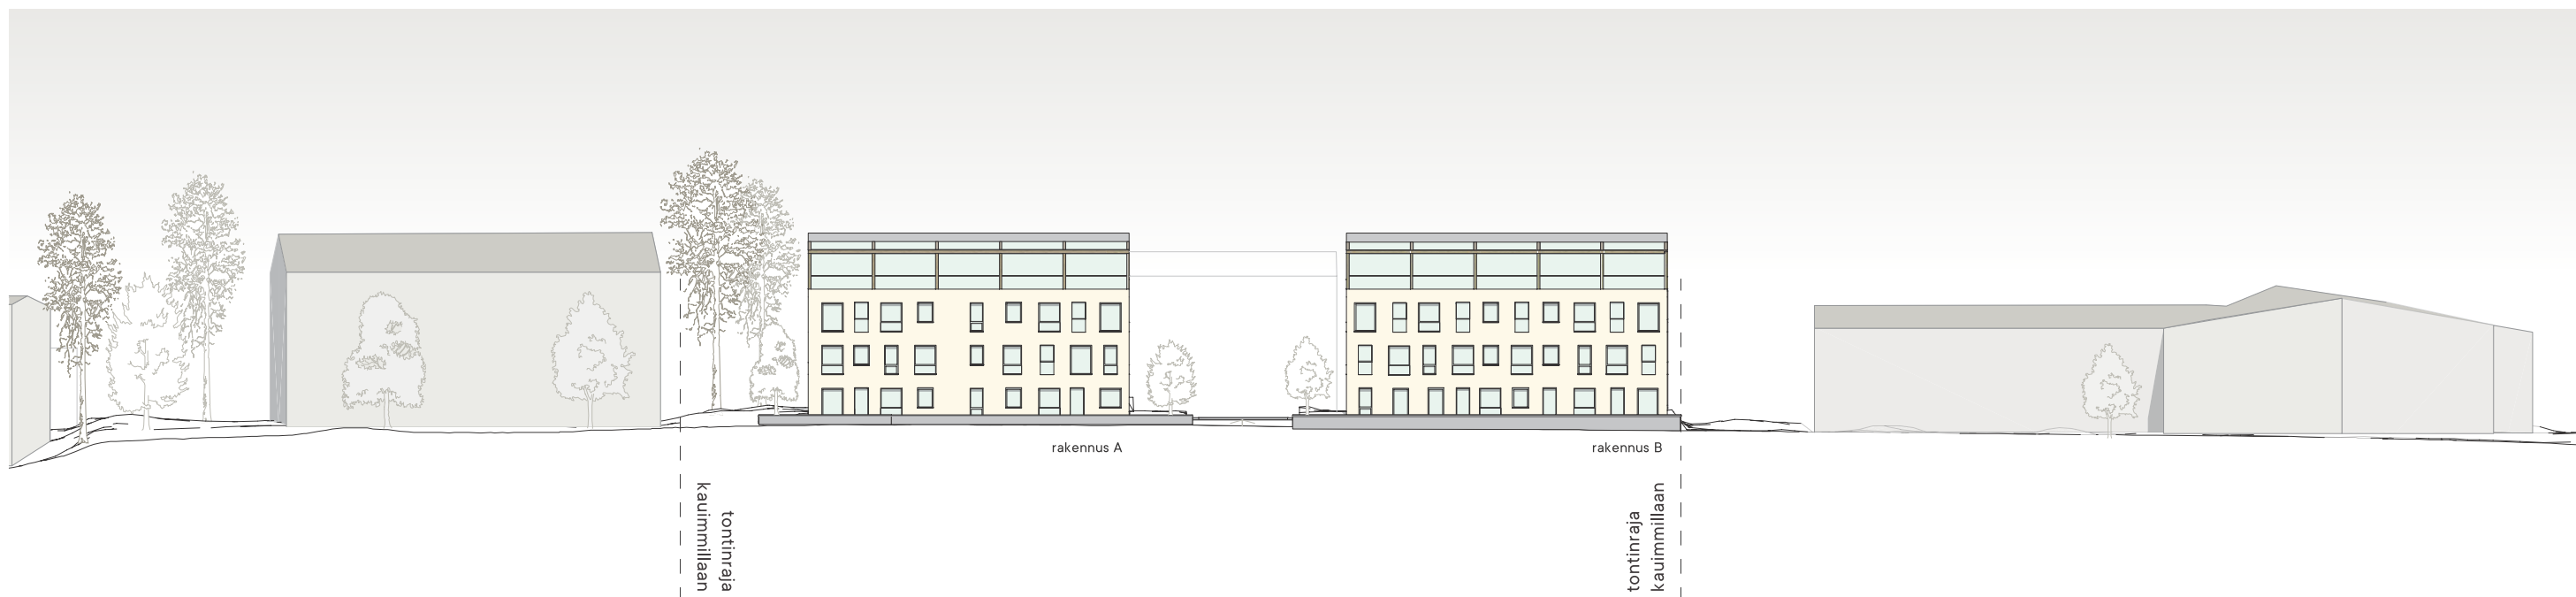 rakennus A
rakennus B
tontinraja
kauimmillaan
tontinraja
kauimmillaan